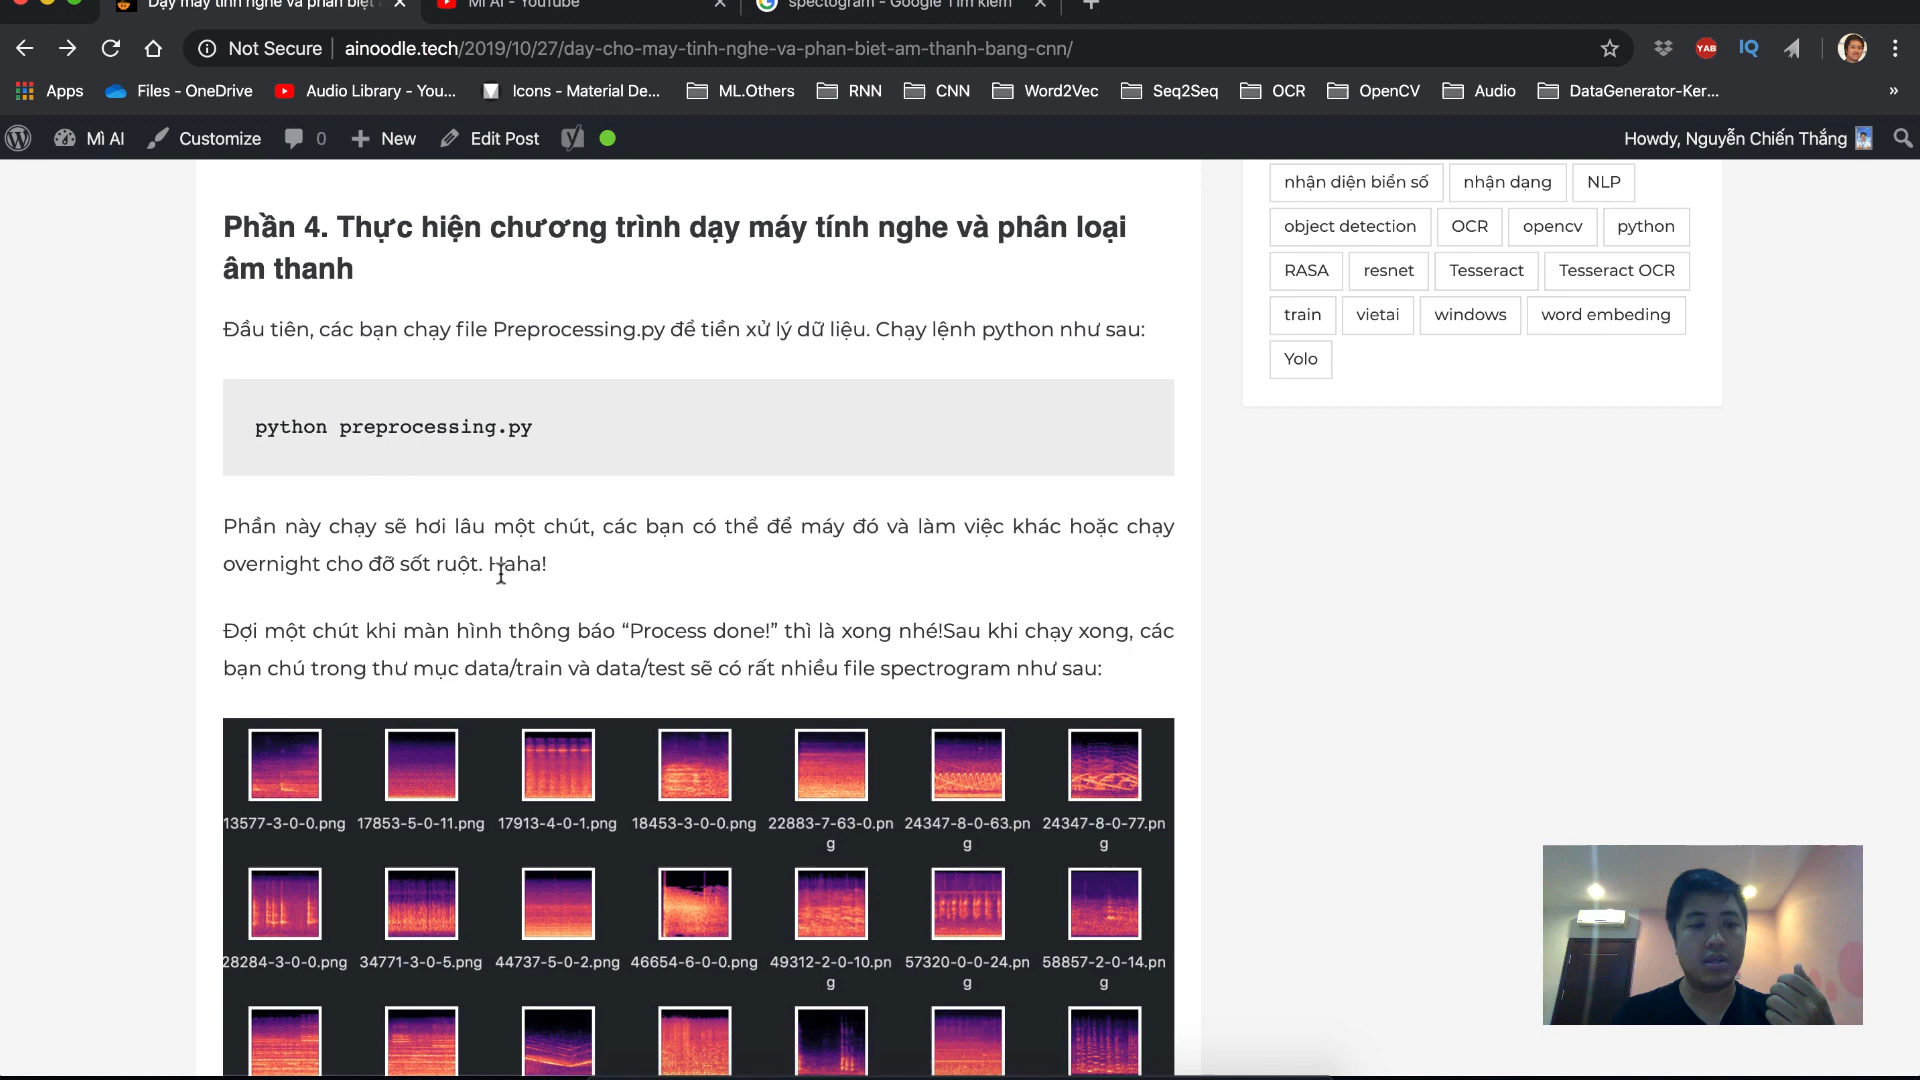 Dạy máy tính nghe và phân biệt
Mì AI - YouTube
spectogram - Google Tìm kiếm
Not Secure | ainoodle.tech/2019/10/27/day-cho-may-tinh-nghe-va-phan-biet-am-thanh-bang-cnn/
YAB
IQ
Apps
Files - OneDrive
Audio Library - You...
Icons - Material De...
ML.Others
RNN
CNN
Word2Vec
Seq2Seq
OCR
OpenCV
Audio
DataGenerator-Ker...
»
Mì AI
Customize
0
New
Edit Post
Howdy, Nguyễn Chiến Thắng
Phần 4. Thực hiện chương trình dạy máy tính nghe và phân loại
âm thanh
Đầu tiên, các bạn chạy file Preprocessing.py để tiền xử lý dữ liệu. Chạy lệnh python như sau:
python preprocessing.py
Phần này chạy sẽ hơi lâu một chút, các bạn có thể để máy đó và làm việc khác hoặc chạy
overnight cho đỡ sốt ruột. Haha!
Đợi một chút khi màn hình thông báo “Process done!” thì là xong nhé!Sau khi chạy xong, các
bạn chú trong thư mục data/train và data/test sẽ có rất nhiều file spectrogram như sau:
13577-3-0-0.png 17853-5-0-11.png 17913-4-0-1.png 18453-3-0-0.png 22883-7-63-0.pn 24347-8-0-63.pn 24347-8-0-77.pn
g g g
28284-3-0-0.png 34771-3-0-5.png 44737-5-0-2.png 46654-6-0-0.png 49312-2-0-10.pn 57320-0-0-24.pn 58857-2-0-14.pn
g g g
nhận diện biển số
nhận dạng
NLP
object detection
OCR
opencv
python
RASA
resnet
Tesseract
Tesseract OCR
train
vietai
windows
word embeding
Yolo